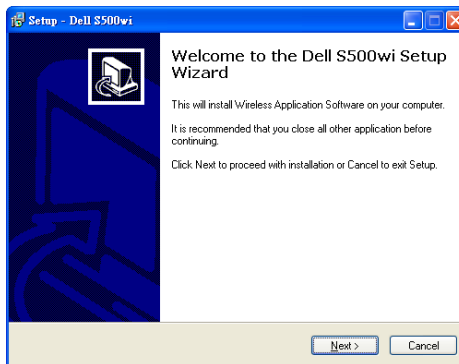 Setup - Dell S500wi
Welcome to the Dell S500wi Setup
Wizard
This will install Wireless Application Software on your computer.
It is recommended that you close all other application before
continuing.
Click Next to proceed with installation or Cancel to exit Setup.
Next >
Cancel